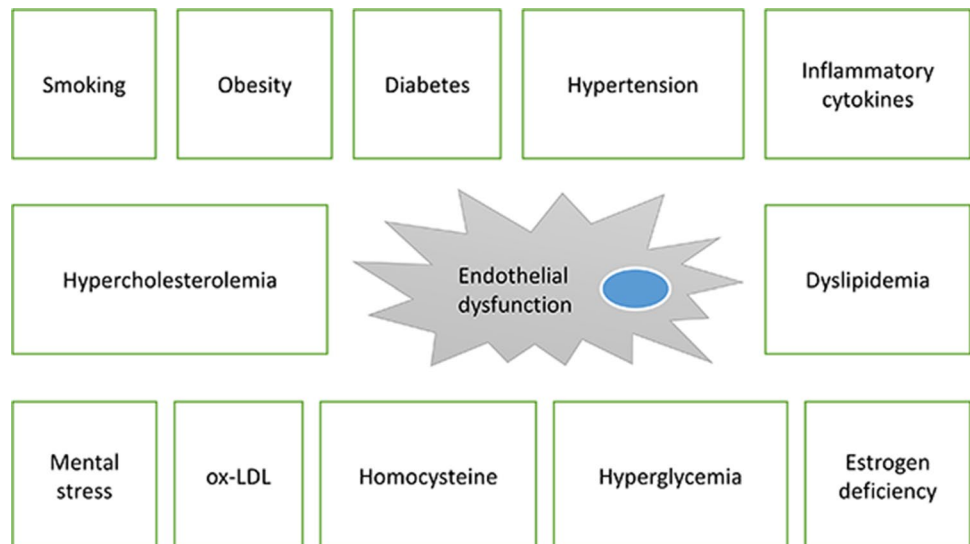 Smoking
Obesity
Diabetes
Hypertension
Inflammatory
cytokines
Hypercholesterolemia
Endothelial
dysfunction
Dyslipidemia
Mental
stress
ox-LDL
Homocysteine
Hyperglycemia
Estrogen
deficiency